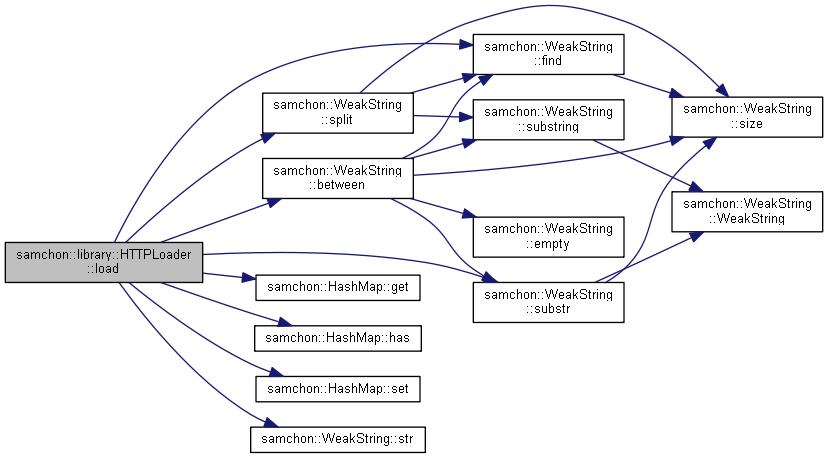 samchon::WeakString
::find
samchon::WeakString
::split
samchon::WeakString
::substring
samchon::WeakString
::size
samchon::WeakString
::between
samchon::WeakString
::WeakString
samchon::WeakString
::empty
samchon::library::HTTPLoader
::load
samchon::HashMap::get
samchon::WeakString
::substr
samchon::HashMap::has
samchon::HashMap::set
samchon::WeakString::str